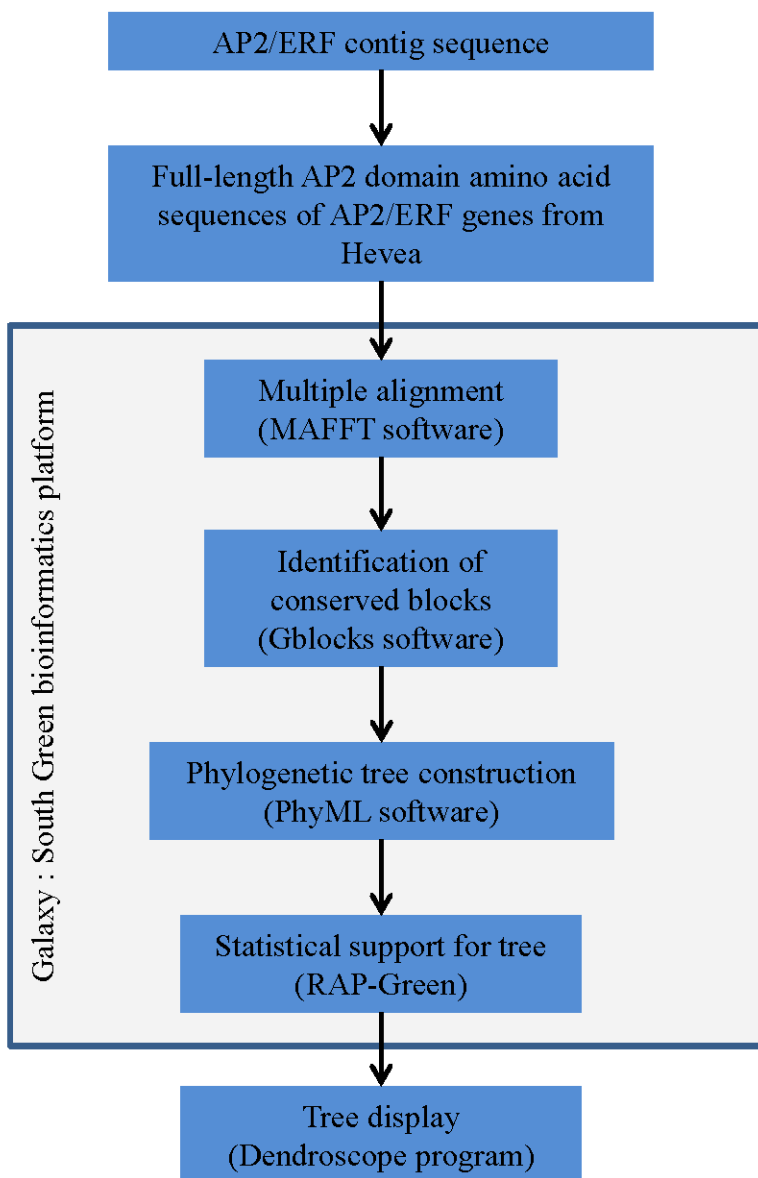 AP2/ERF contig sequence
Full-length AP2 domain amino acid
sequences of AP2/ERF genes from
Hevea
Galaxy : South Green bioinformatics platform
Multiple alignment
(MAFFT software)
Identification of
conserved blocks
(Gblocks software)
Phylogenetic tree construction
(PhyML software)
Statistical support for tree
(RAP-Green)
Tree display
(Dendroscope program)